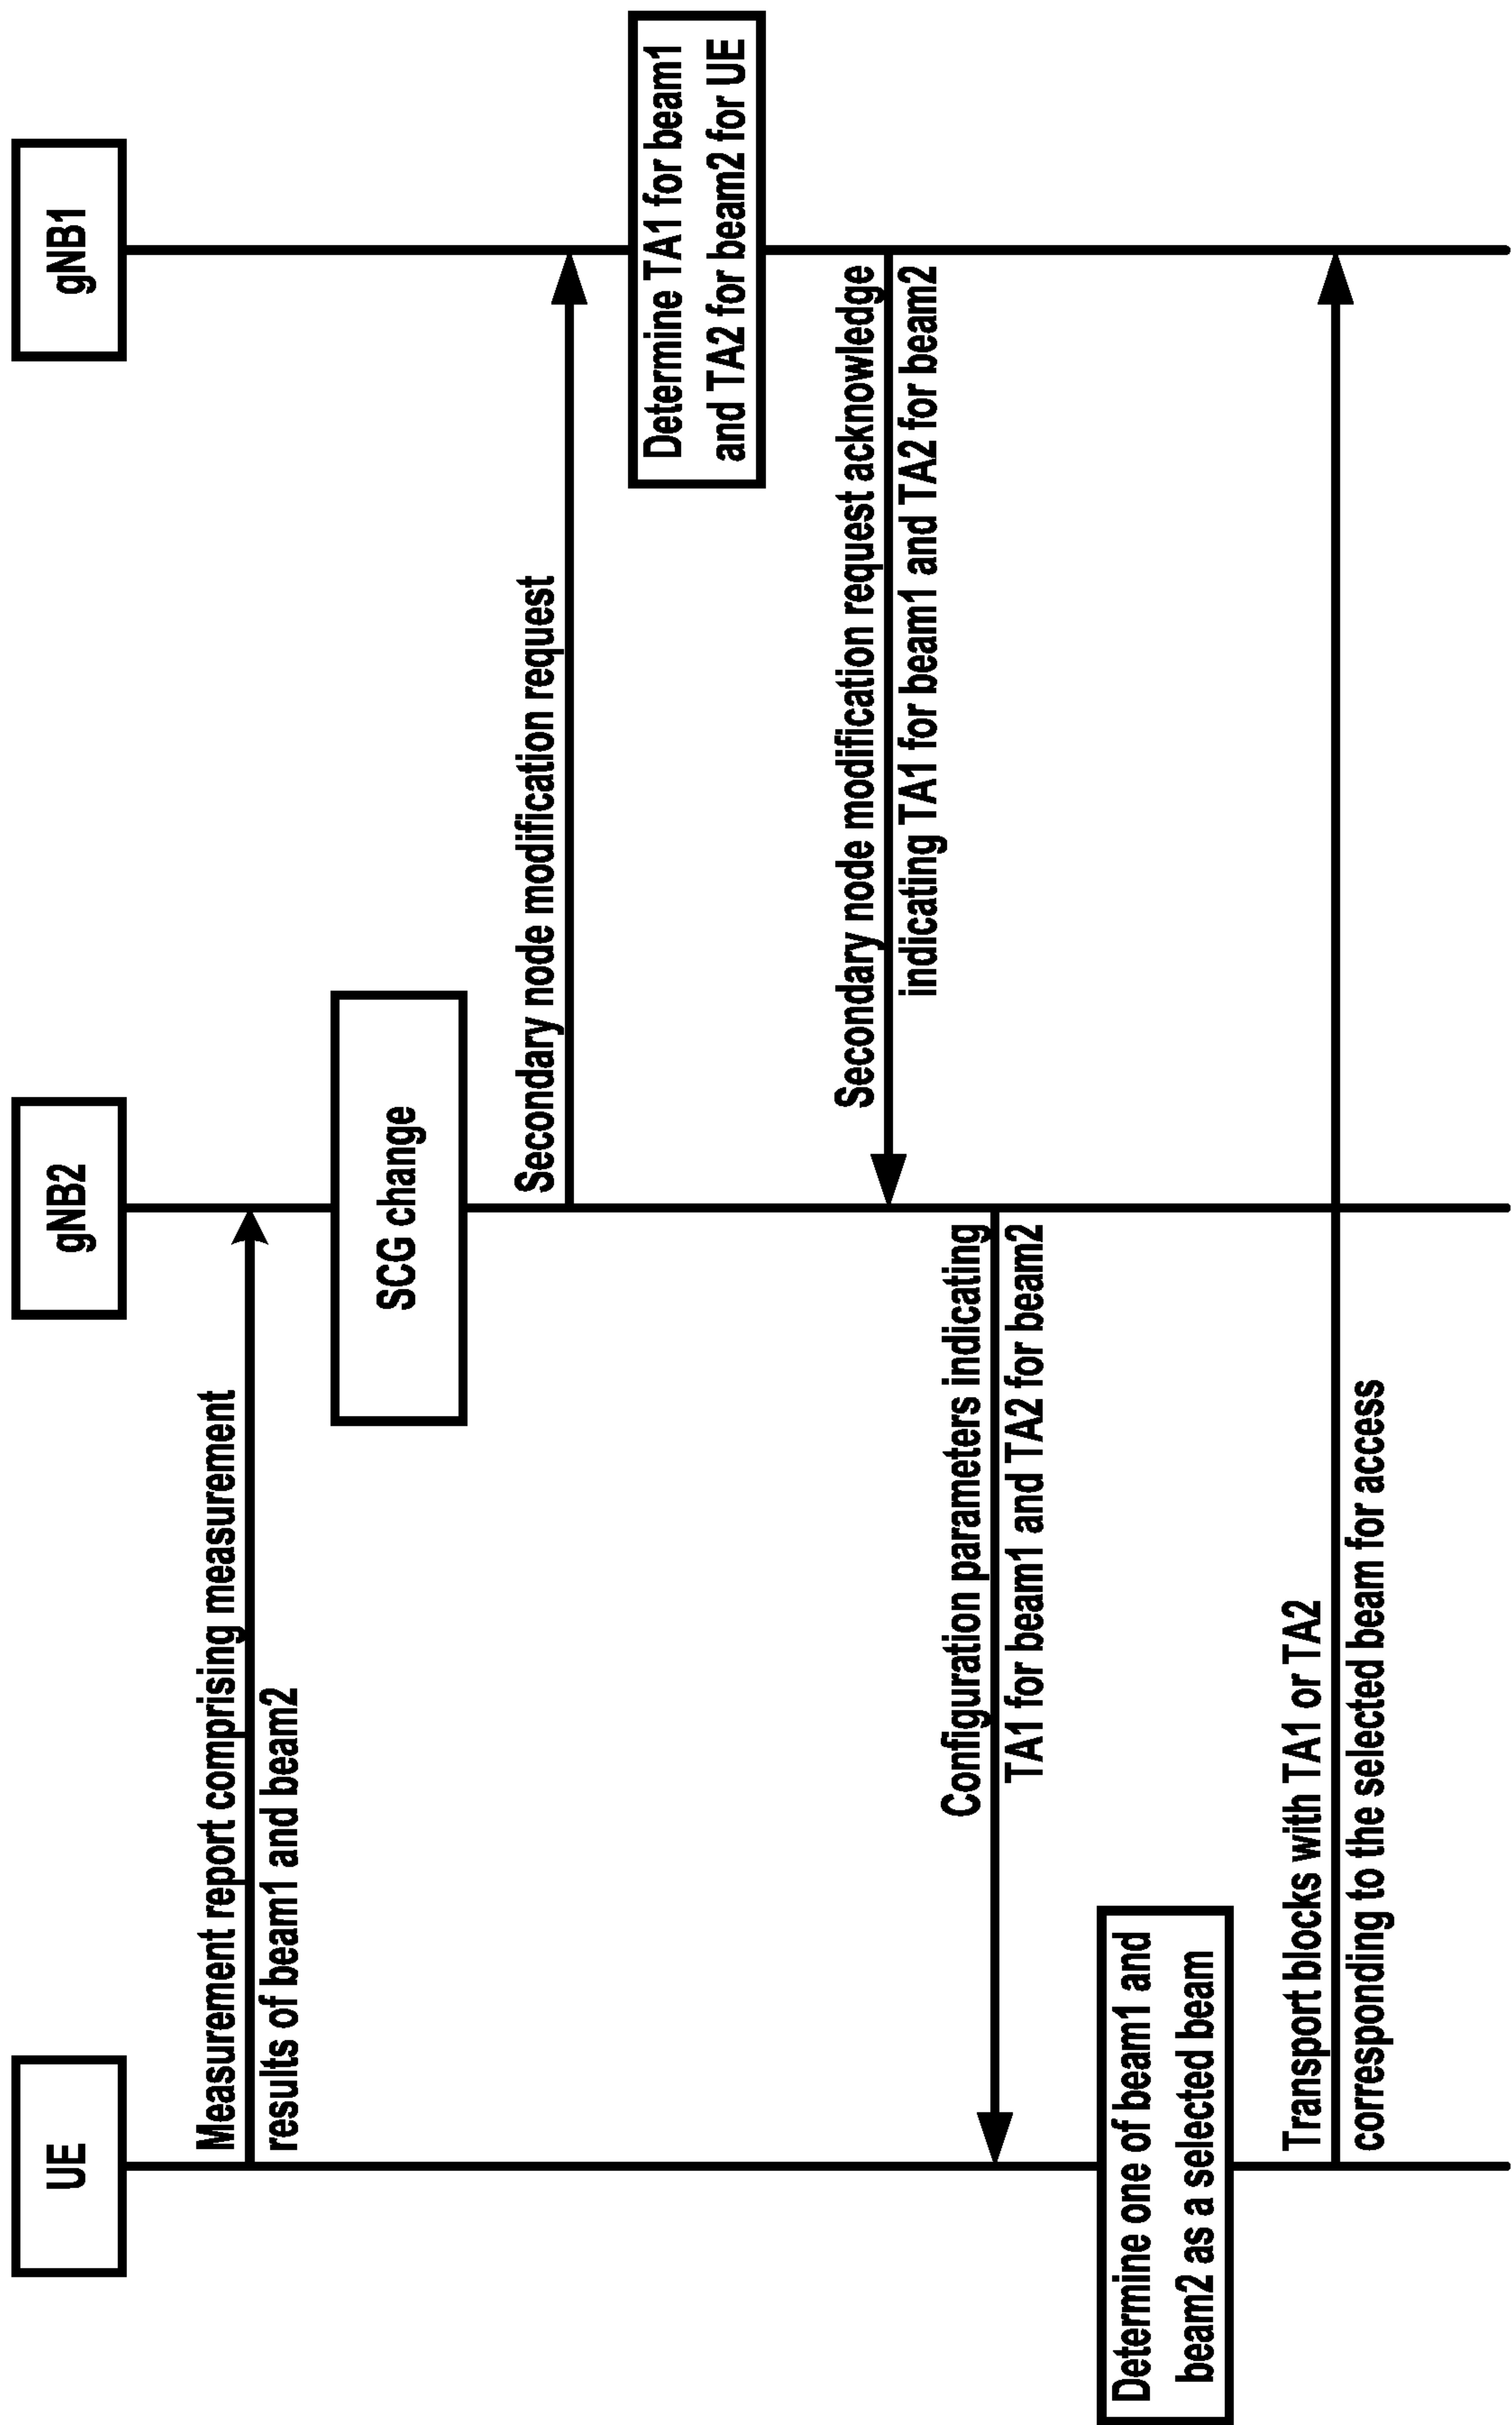 UE
gNB2
gNB1
Measurement report comprising measurement
results of beam1 and beam2
SCG change
Secondary node modification request
Determine TA1 for beam1
and TA2 for beam2 for UE
Secondary node modification request acknowledge
indicating TA1 for beam1 and TA2 for beam2
Configuration parameters indicating
TA1 for beam1 and TA2 for beam2
Determine one of beam1 and
beam2 as a selected beam
Transport blocks with TA1 or TA2
corresponding to the selected beam for access